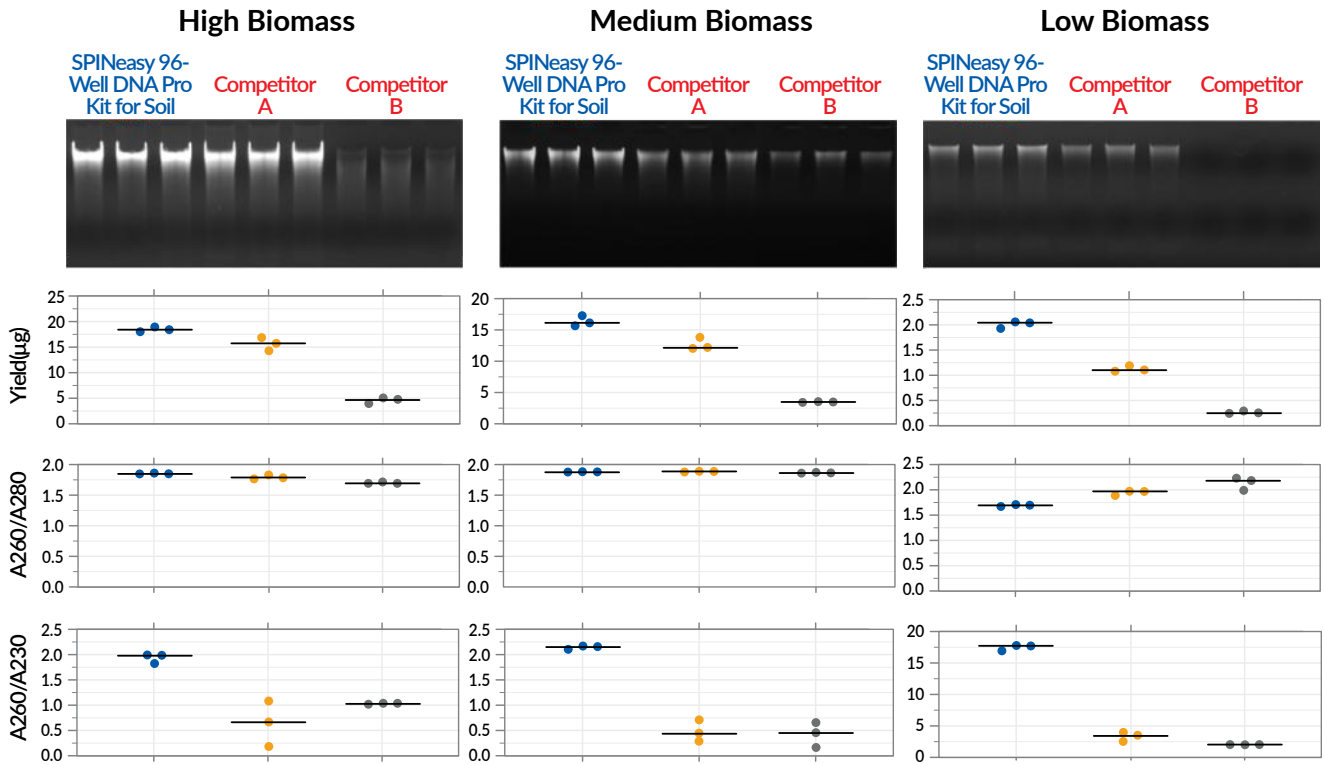 High Biomass
Medium Biomass
Low Biomass
SPINeasy 96-
Well DNA Pro
Kit for Soil
Competitor
A
Competitor
B
SPINeasy 96-
Well DNA Pro
Kit for Soil
Competitor
A
Competitor
B
SPINeasy 96-
Well DNA Pro
Kit for Soil
Competitor
A
Competitor
B
Yield(μg)
25
20
15
10
5
0
20
15
10
5
0
2.5
2.0
1.5
1.0
0.5
0.0
A260/A280
2.0
1.5
1.0
0.5
0.0
2.0
1.5
1.0
0.5
0.0
2.5
2.0
1.5
1.0
0.5
0.0
A260/A230
2.5
2.0
1.5
1.0
0.5
0.0
2.5
2.0
1.5
1.0
0.5
0.0
20
15
10
5
0